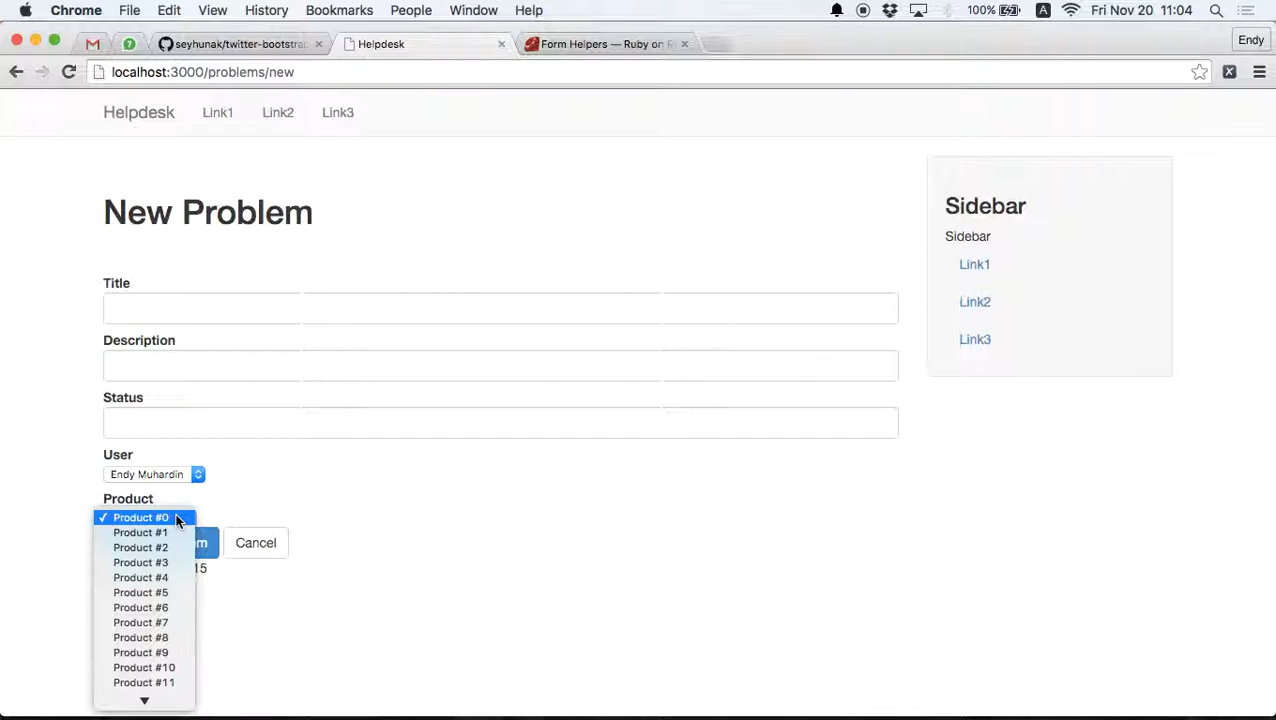 Chrome File Edit View History Bookmarks People Window Help 100% A Fri Nov 20 11:04
seyhunak/twitter-bootstra Helpdesk Form Helpers — Ruby on R Endy
localhost:3000/problems/new X
Helpdesk Link1 Link2 Link3
New Problem
Sidebar
Sidebar
Link1
Link2
Link3
Title
Description
Status
User
Endy Muhardin
Product
✓ Product #0
Product #1
Product #2
Product #3
Product #4
Product #5
Product #6
Product #7
Product #8
Product #9
Product #10
Product #11
m Cancel
15